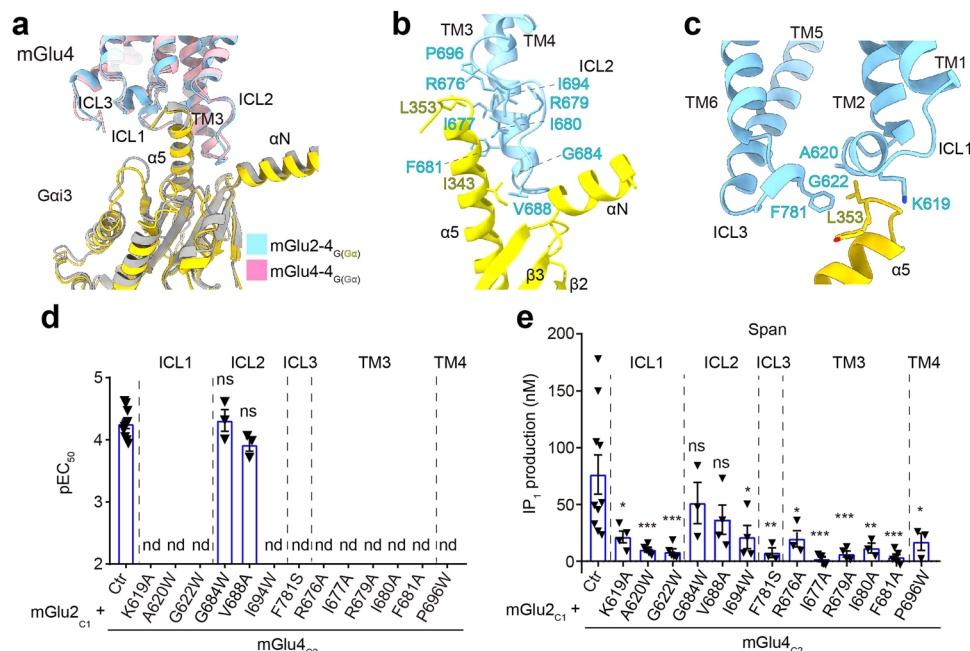 a
mGlu4
ICL3
ICL2
ICL1
TM3
α5
αN
Gαi3
mGlu2-4G(Gα)
mGlu4-4G(Gα)
b
TM3
TM4
P696
ICL2
R676
I694
L353
R679
I677
I680
F681
G684
I343
V688
αN
α5
β3
β2
c
TM5
TM1
TM6
TM2
ICL1
A620
G622
K619
F781
L353
ICL3
α5
d
ICL1 ICL2 ICL3 TM3 TM4
pEC50
5
4
3
2
ns
ns
nd nd nd nd nd nd nd nd nd nd nd
Ctr K619A A620W G622W G684W V688A I694W F781S R676A I677A R679A I680A F681A P696W
mGlu2C1 +
mGlu4C2
e
Span
ICL1 ICL2 ICL3 TM3 TM4
IP1 production (nM)
200
150
100
50
0
* *** *** ns ns * ** * *** *** ** *** *
Ctr K619A A620W G622W G684W V688A I694W F781S R676A I677A R679A I680A F681A P696W
mGlu2C1 +
mGlu4C2